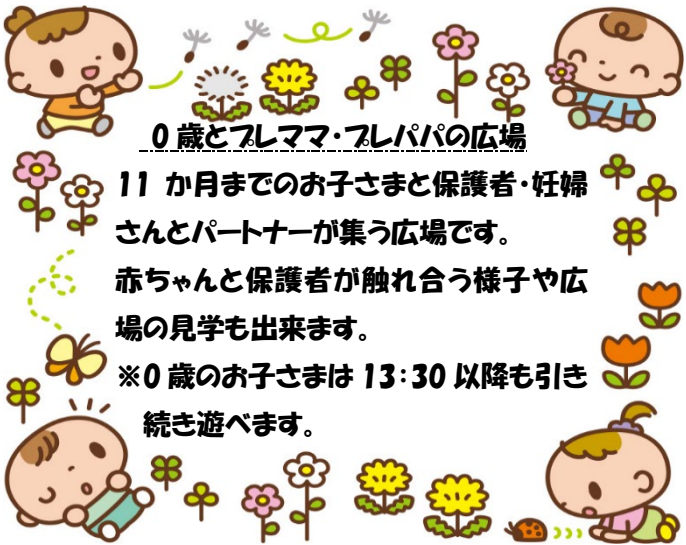 0歳とプレママ・プレパパの広場
11 か月までのお子さまと保護者・妊婦
さんとパートナーが集う広場です。
赤ちゃんと保護者が触れ合う様子や広
場の見学も出来ます。
※0歳のお子さまは 13:30 以降も引き
続き遊べます。